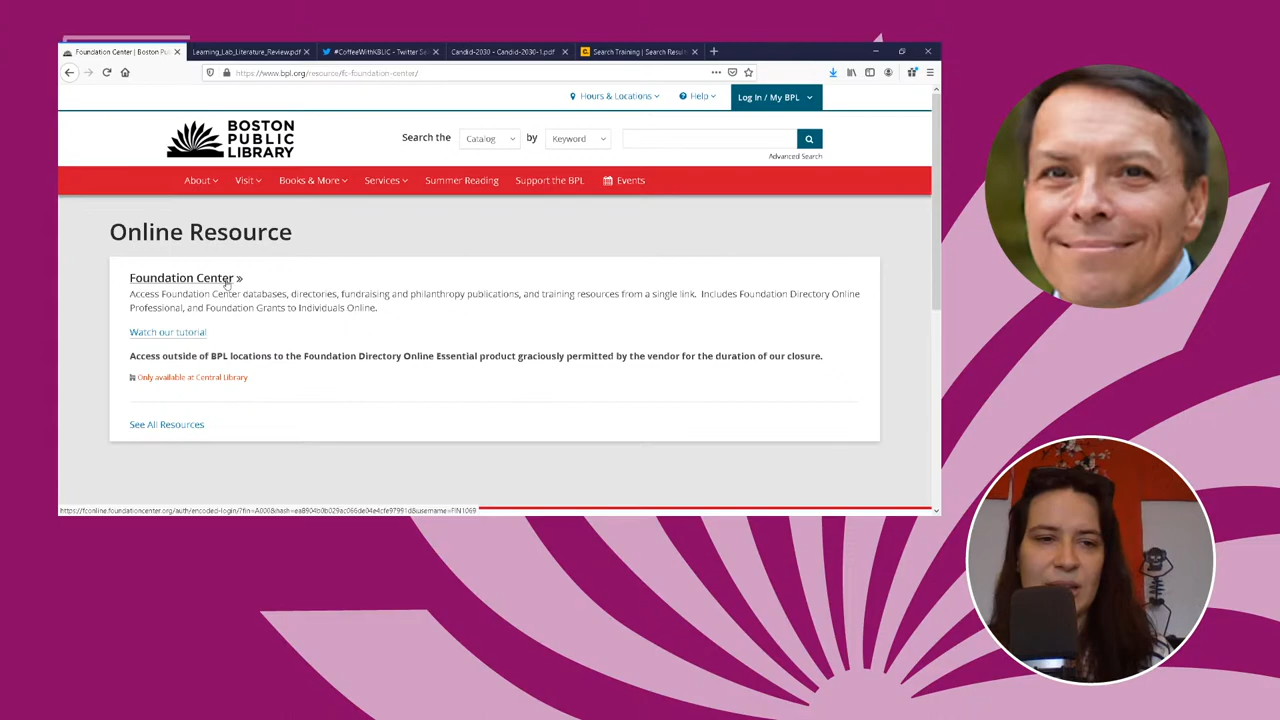 Foundation Center | Boston Pu
Learning_Lab_Literature_Review.pdf
#CoffeeWithKBLIC - Twitter Se
Candid-2030 - Candid-2030-1.pdf
Search Training | Search Resul
https://www.bpl.org/resource/fc-foundation-center/
Hours & Locations
Help
Log In / My BPL
BOSTON
PUBLIC
LIBRARY
Search the
Catalog
by
Keyword
Advanced Search
About
Visit
Books & More
Services
Summer Reading
Support the BPL
Events
Online Resource
Foundation Center »
Access Foundation Center databases, directories, fundraising and philanthropy publications, and training resources from a single link. Includes Foundation Directory Online
Professional, and Foundation Grants to Individuals Online.
Watch our tutorial
Access outside of BPL locations to the Foundation Directory Online Essential product graciously permitted by the vendor for the duration of our closure.
Only available at Central Library
See All Resources